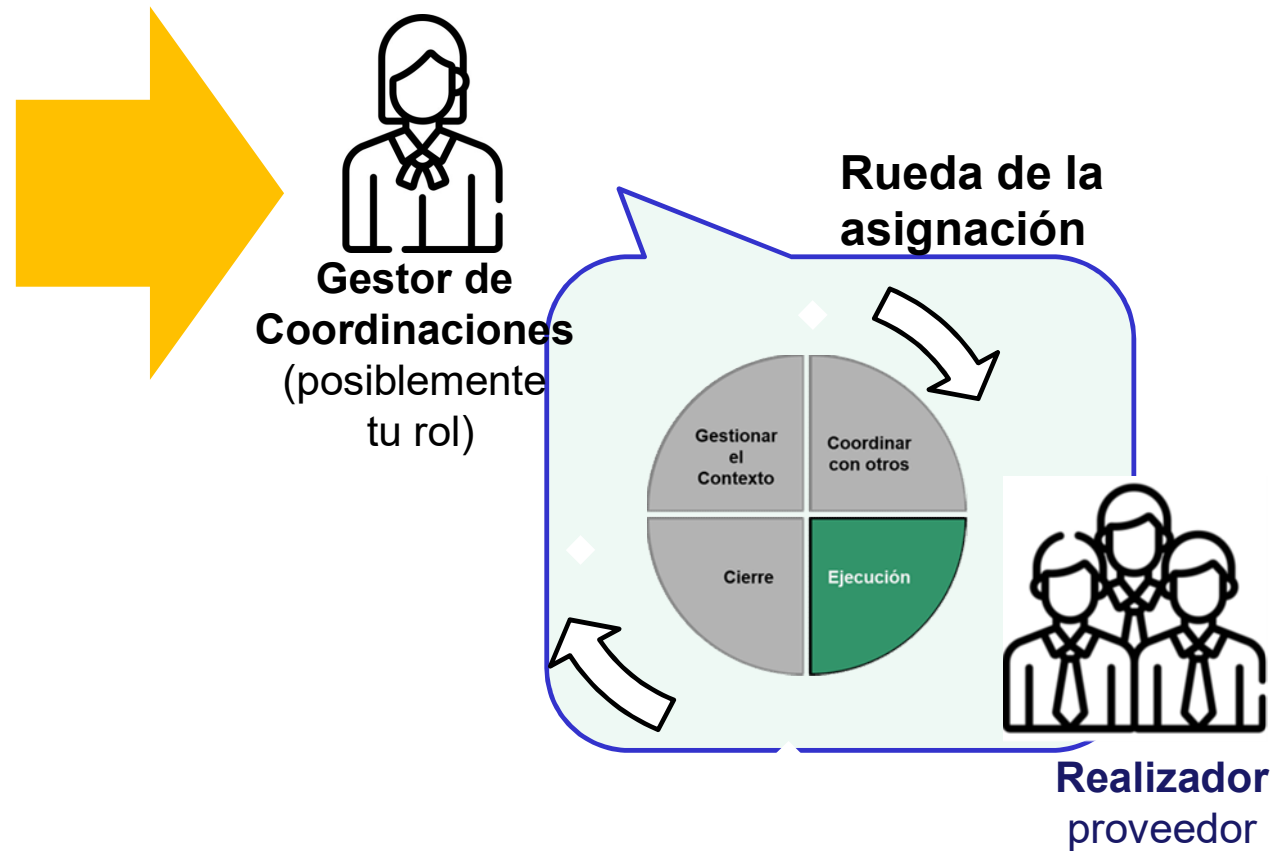 Gestor de
Coordinaciones
(posiblemente
tu rol)
Rueda de la
asignación
Gestionar
el
Contexto
Coordinar
con otros
Cierre
Ejecución
Realizador
proveedor